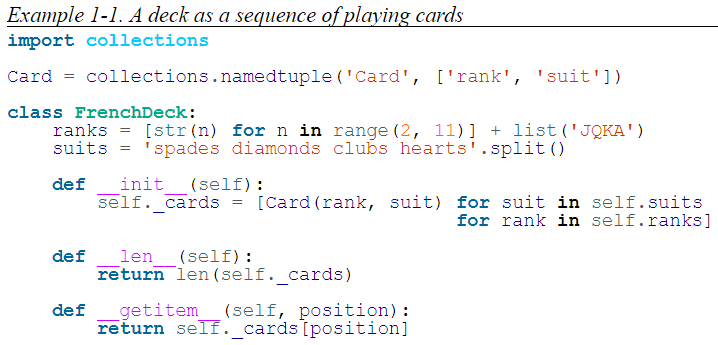 Example 1-1. A deck as a sequence of playing cards
import collections
Card = collections.namedtuple('Card', ['rank', 'suit'])
class FrenchDeck:
    ranks = [str(n) for n in range(2, 11)] + list('JQKA')
    suits = 'spades diamonds clubs hearts'.split()
    def __init__(self):
        self._cards = [Card(rank, suit) for suit in self.suits
                                        for rank in self.ranks]
    def __len__(self):
        return len(self._cards)
    def __getitem__(self, position):
        return self._cards[position]